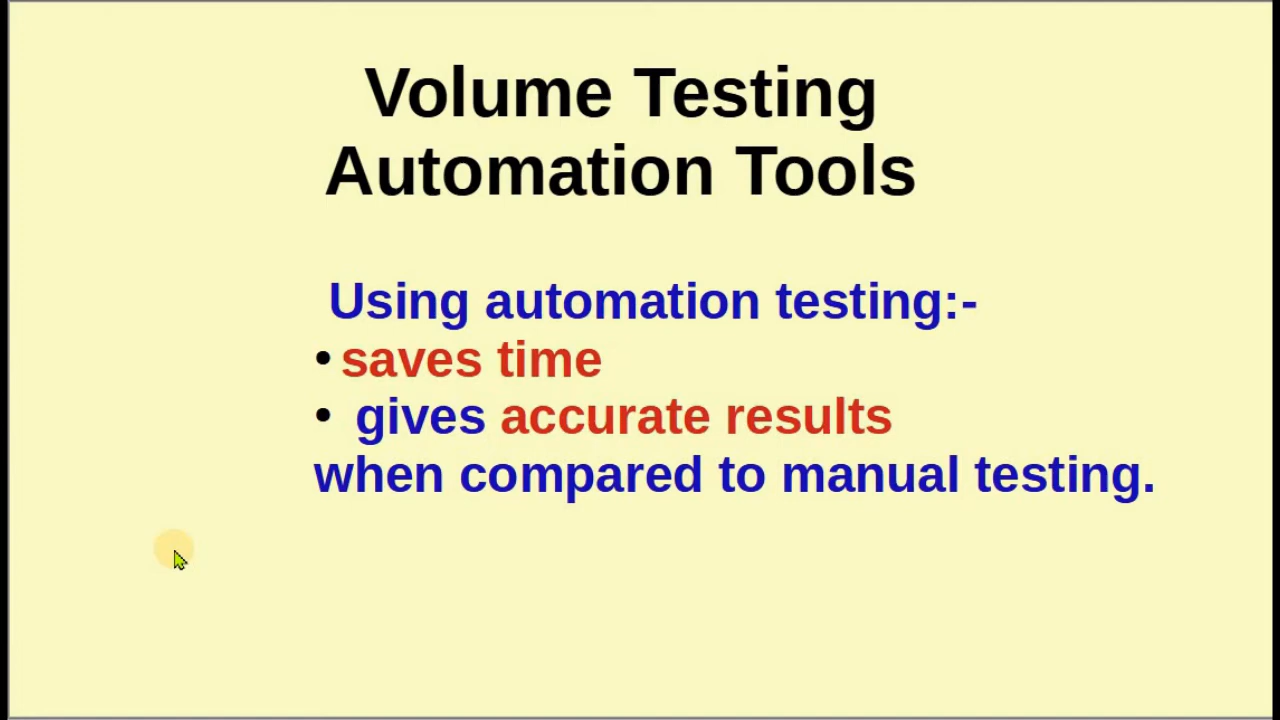 Volume Testing
Automation Tools
Using automation testing:-
• saves time
• gives accurate results
when compared to manual testing.